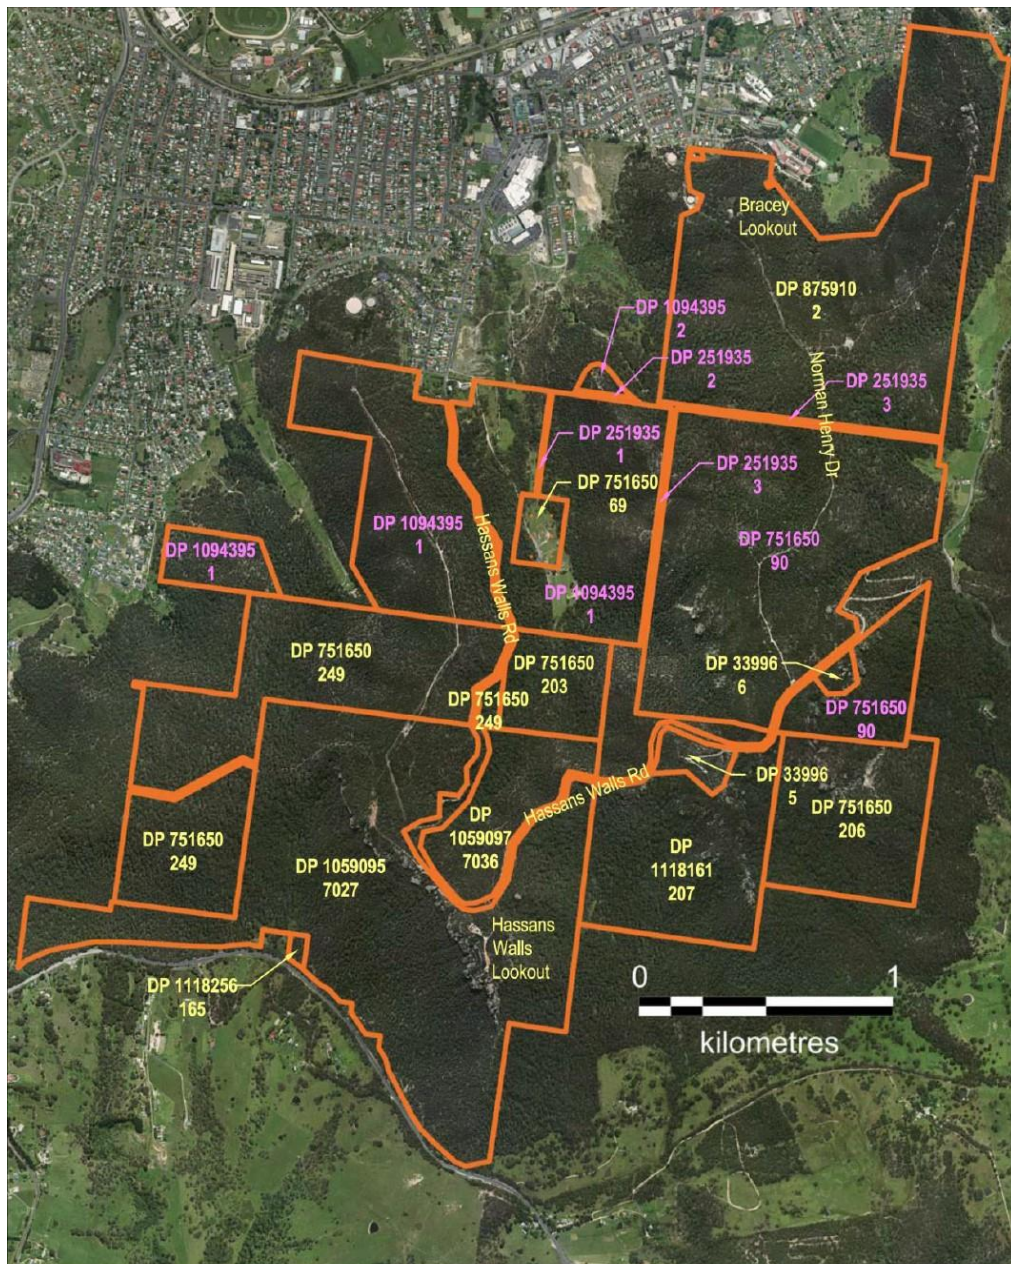 Bracey
Lookout
DP 875910
2
DP 1094395
2
DP 251935
2
Norman Henry Dr
DP 251935
3
DP 251935
1
DP 251935
3
DP 751650
69
DP 1094395
1
Hassans Walls Rd
DP 751650
90
DP 1094395
1
DP 1094395
1
DP 751650
249
DP 751650
203
DP 33996
6
DP 751650
249
DP 751650
90
DP 33996
5
Hassans Walls Rd
DP 751650
206
DP
1059097
7036
DP 751650
249
DP 1059095
7027
DP
1118161
207
Hassans
Walls
Lookout
DP 1118256
165
0 1
kilometres